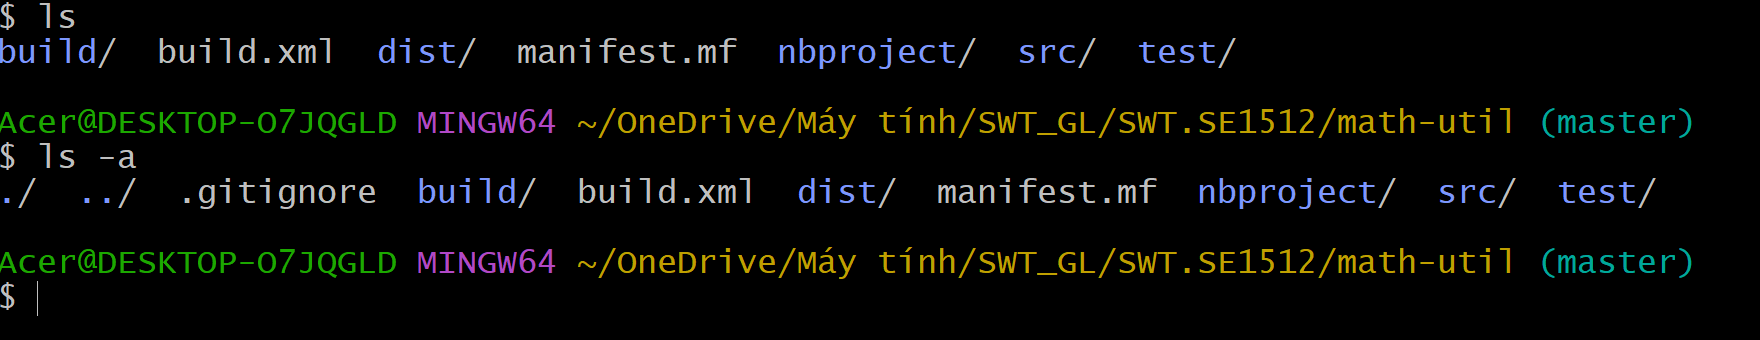 $ ls
build/  build.xml  dist/  manifest.mf  nbproject/  src/  test/
Acer@DESKTOP-O7JQGLD MINGW64 ~/OneDrive/Máy tính/SWT_GL/SWT.SE1512/math-util (master)
$ ls -a
./  ../  .gitignore  build/  build.xml  dist/  manifest.mf  nbproject/  src/  test/
Acer@DESKTOP-O7JQGLD MINGW64 ~/OneDrive/Máy tính/SWT_GL/SWT.SE1512/math-util (master)
$